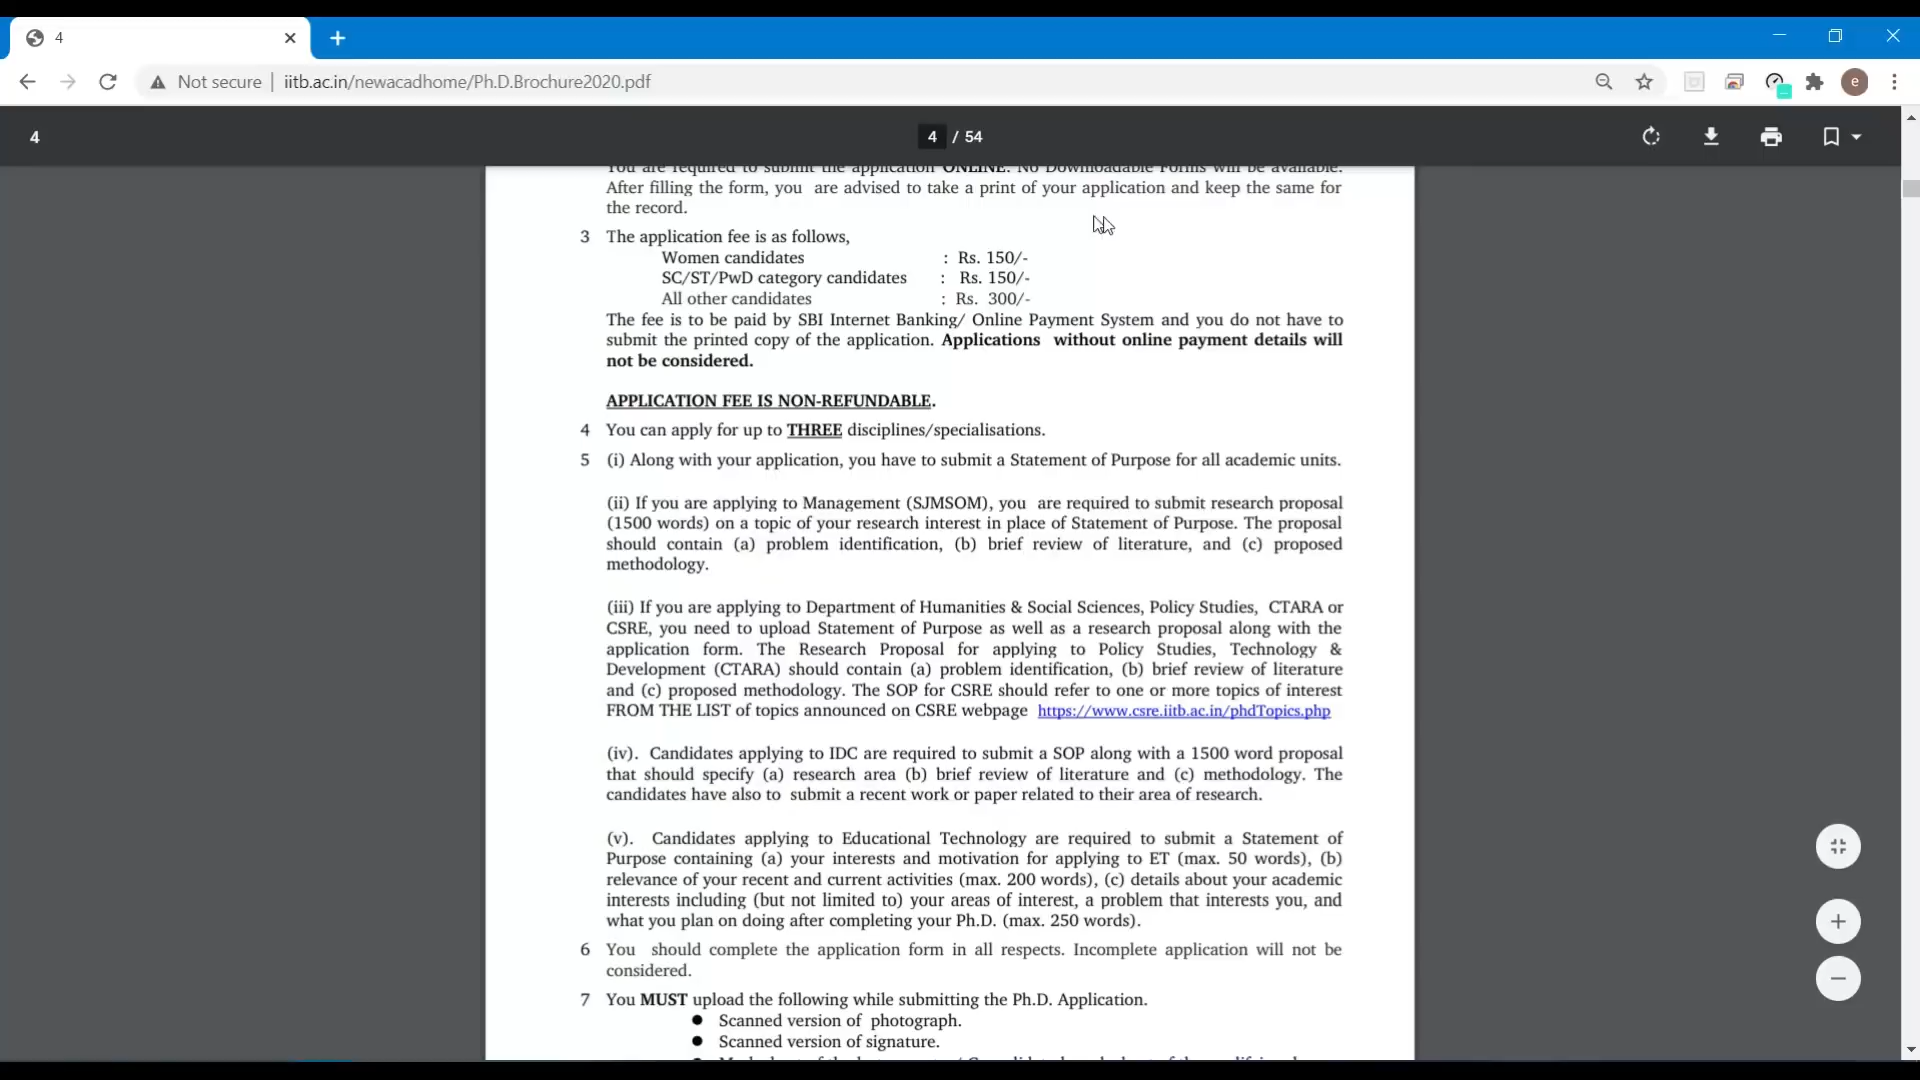 4
Not secure | iitb.ac.in/newacadhome/Ph.D.Brochure2020.pdf
e
4
4 / 54
You are required to submit the application ONLINE. No Downloadable Forms will be available.
After filling the form, you are advised to take a print of your application and keep the same for
the record.
3 The application fee is as follows,
Women candidates : Rs. 150/-
SC/ST/PwD category candidates : Rs. 150/-
All other candidates : Rs. 300/-
The fee is to be paid by SBI Internet Banking/ Online Payment System and you do not have to
submit the printed copy of the application. Applications without online payment details will
not be considered.
APPLICATION FEE IS NON-REFUNDABLE.
4 You can apply for up to THREE disciplines/specialisations.
5 (i) Along with your application, you have to submit a Statement of Purpose for all academic units.
(ii) If you are applying to Management (SJMSOM), you are required to submit research proposal
(1500 words) on a topic of your research interest in place of Statement of Purpose. The proposal
should contain (a) problem identification, (b) brief review of literature, and (c) proposed
methodology.
(iii) If you are applying to Department of Humanities & Social Sciences, Policy Studies, CTARA or
CSRE, you need to upload Statement of Purpose as well as a research proposal along with the
application form. The Research Proposal for applying to Policy Studies, Technology &
Development (CTARA) should contain (a) problem identification, (b) brief review of literature
and (c) proposed methodology. The SOP for CSRE should refer to one or more topics of interest
FROM THE LIST of topics announced on CSRE webpage https://www.csre.iitb.ac.in/phdTopics.php
(iv). Candidates applying to IDC are required to submit a SOP along with a 1500 word proposal
that should specify (a) research area (b) brief review of literature and (c) methodology. The
candidates have also to submit a recent work or paper related to their area of research.
(v). Candidates applying to Educational Technology are required to submit a Statement of
Purpose containing (a) your interests and motivation for applying to ET (max. 50 words), (b)
relevance of your recent and current activities (max. 200 words), (c) details about your academic
interests including (but not limited to) your areas of interest, a problem that interests you, and
what you plan on doing after completing your Ph.D. (max. 250 words).
6 You should complete the application form in all respects. Incomplete application will not be
considered.
7 You MUST upload the following while submitting the Ph.D. Application.
● Scanned version of photograph.
● Scanned version of signature.